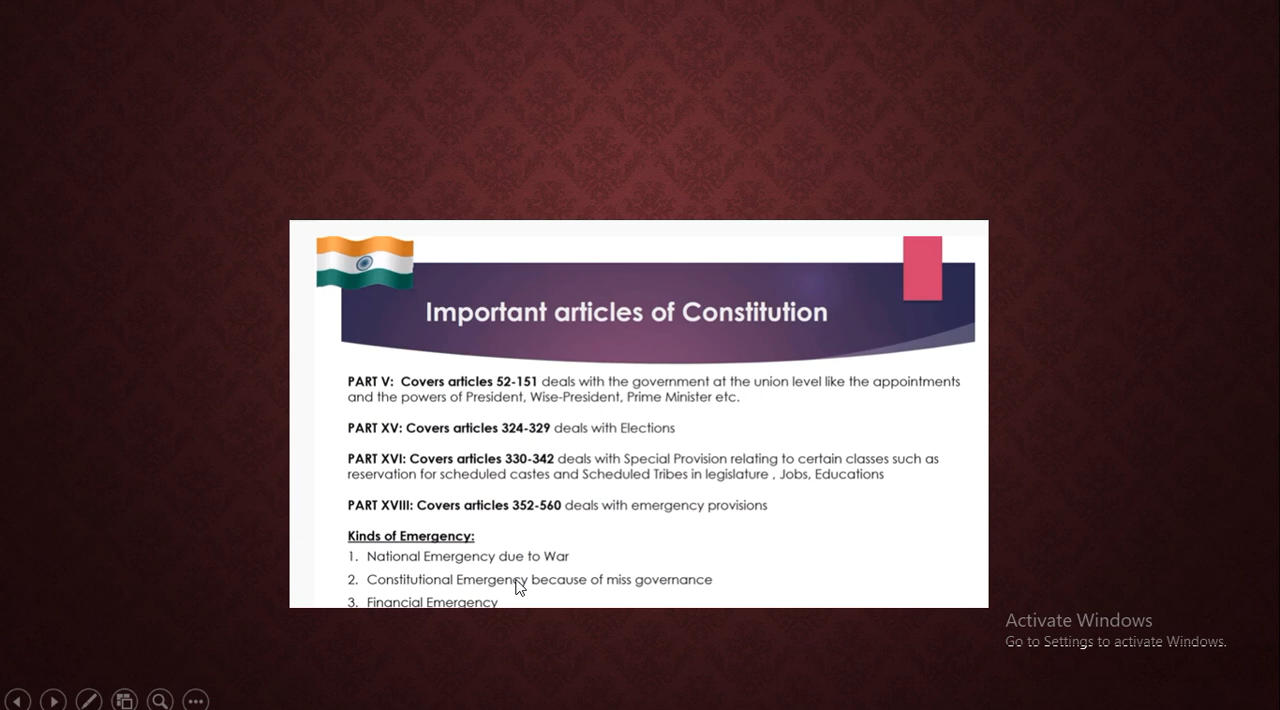 Important articles of Constitution
PART V: Covers articles 52-151 deals with the government at the union level like the appointments
and the powers of President, Wise-President, Prime Minister etc.
PART XV: Covers articles 324-329 deals with Elections
PART XVI: Covers articles 330-342 deals with Special Provision relating to certain classes such as
reservation for scheduled castes and Scheduled Tribes in legislature , Jobs, Educations
PART XVIII: Covers articles 352-560 deals with emergency provisions
Kinds of Emergency:
1. National Emergency due to War
2. Constitutional Emergency because of miss governance
3. Financial Emergency
Activate Windows
Go to Settings to activate Windows.